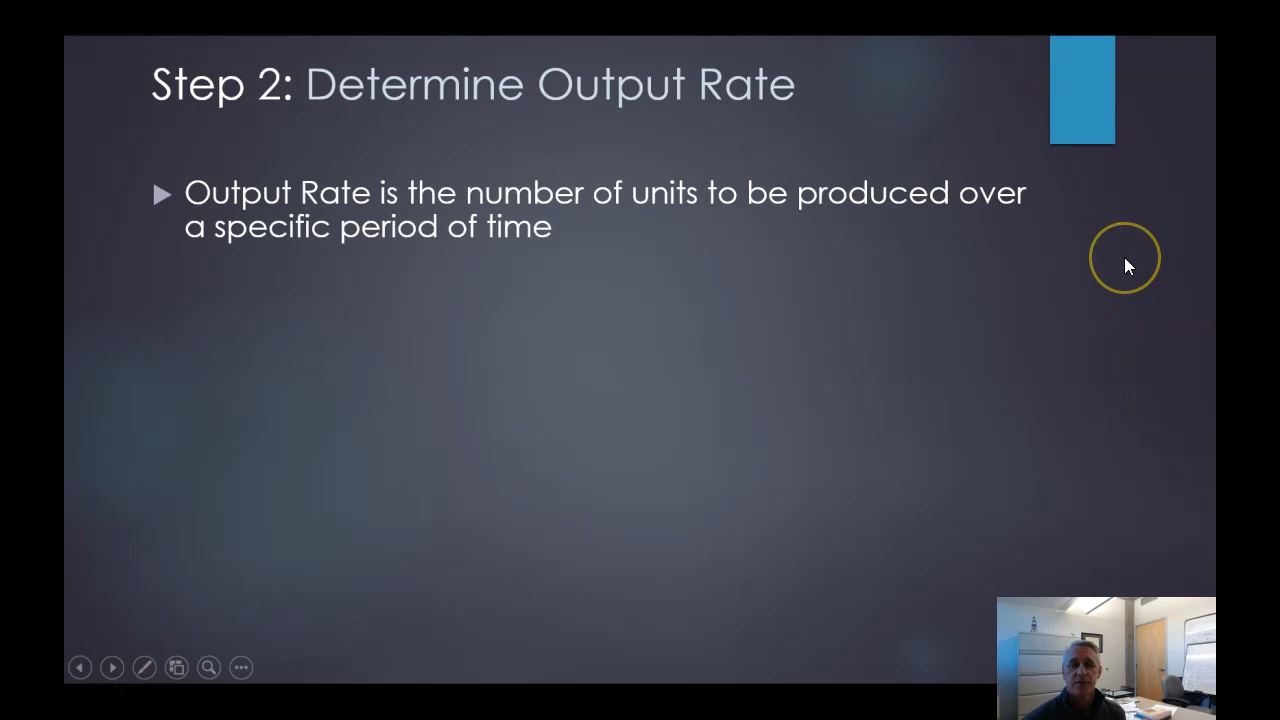 Step 2: Determine Output Rate
Output Rate is the number of units to be produced over
a specific period of time